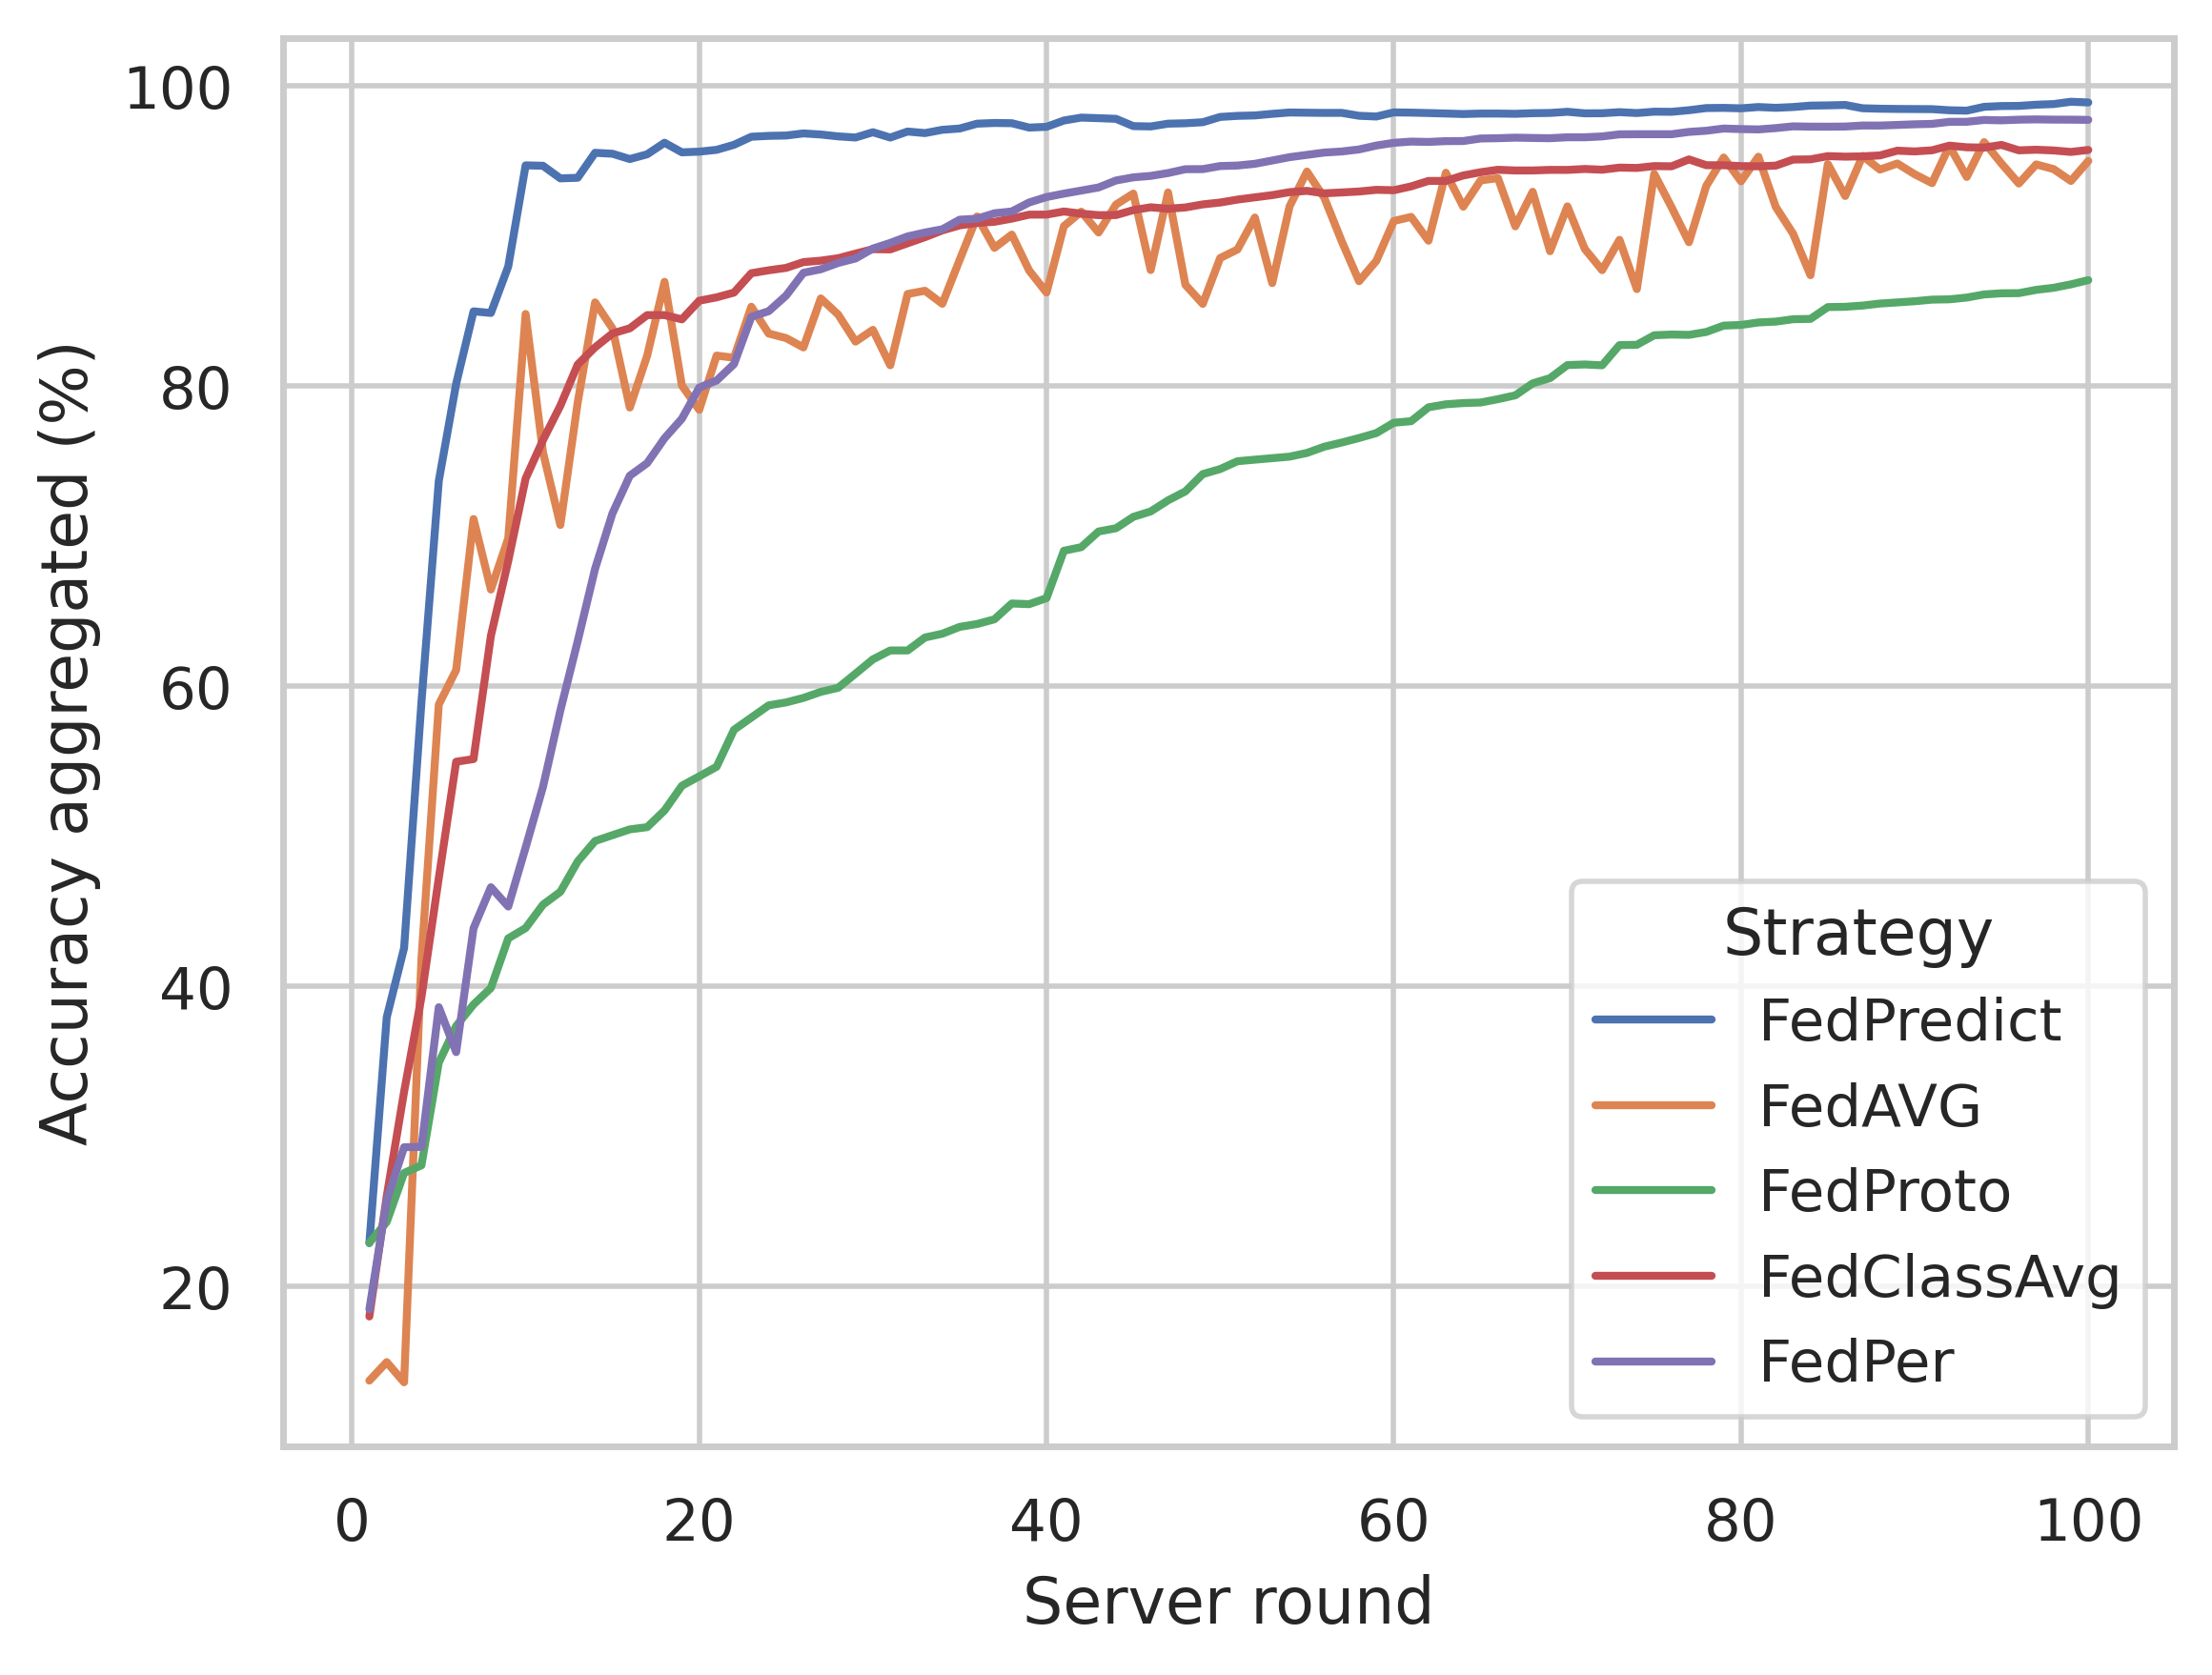 100
80
60
40
20
Accuracy aggregated (%)
0 20 40 60 80 100
Server round
Strategy
FedPredict
FedAVG
FedProto
FedClassAvg
FedPer